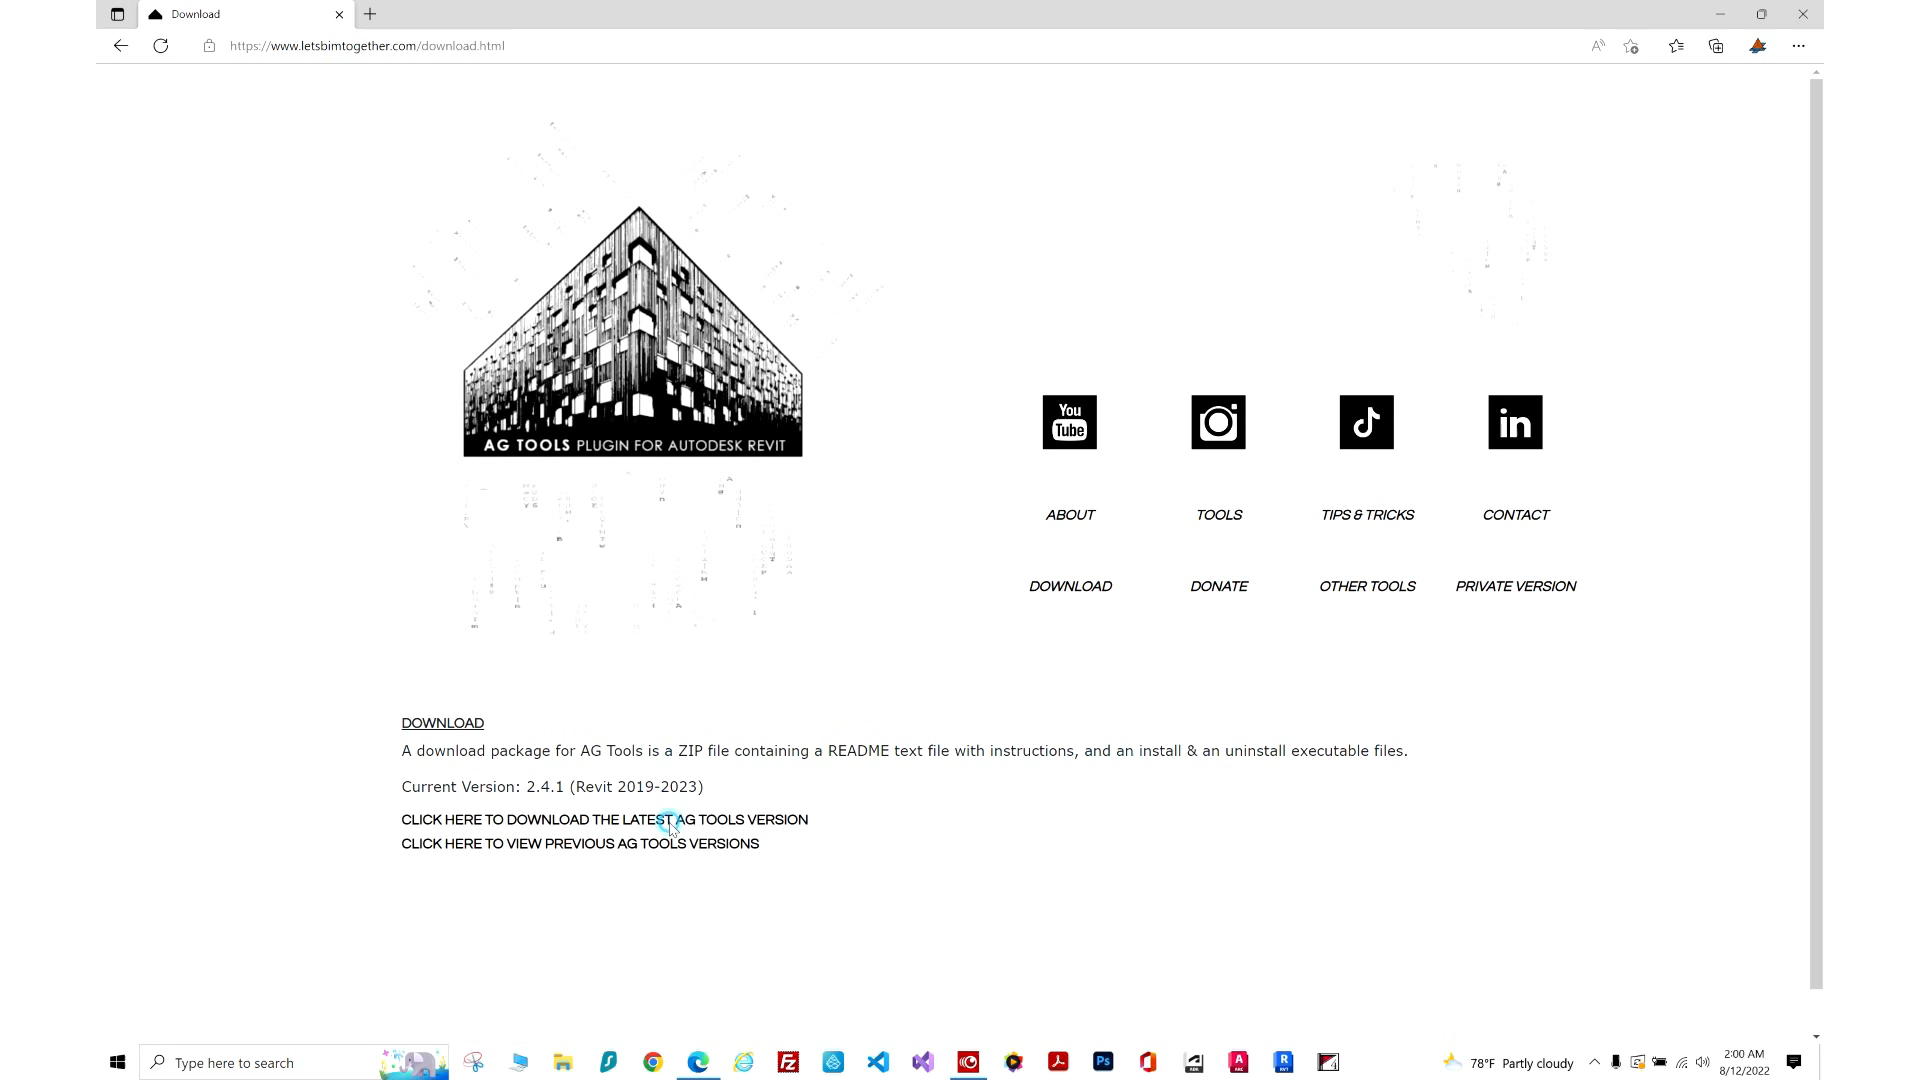 Download
https://www.letsbimtogether.com/download.html
AG TOOLS PLUGIN FOR AUTODESK REVIT
You
Tube
in
ABOUT TOOLS TIPS & TRICKS CONTACT
DOWNLOAD DONATE OTHER TOOLS PRIVATE VERSION
DOWNLOAD
A download package for AG Tools is a ZIP file containing a README text file with instructions, and an install & an uninstall executable files.
Current Version: 2.4.1 (Revit 2019-2023)
CLICK HERE TO DOWNLOAD THE LATEST AG TOOLS VERSION
CLICK HERE TO VIEW PREVIOUS AG TOOLS VERSIONS
Type here to search
78°F Partly cloudy
2:00 AM
8/12/2022